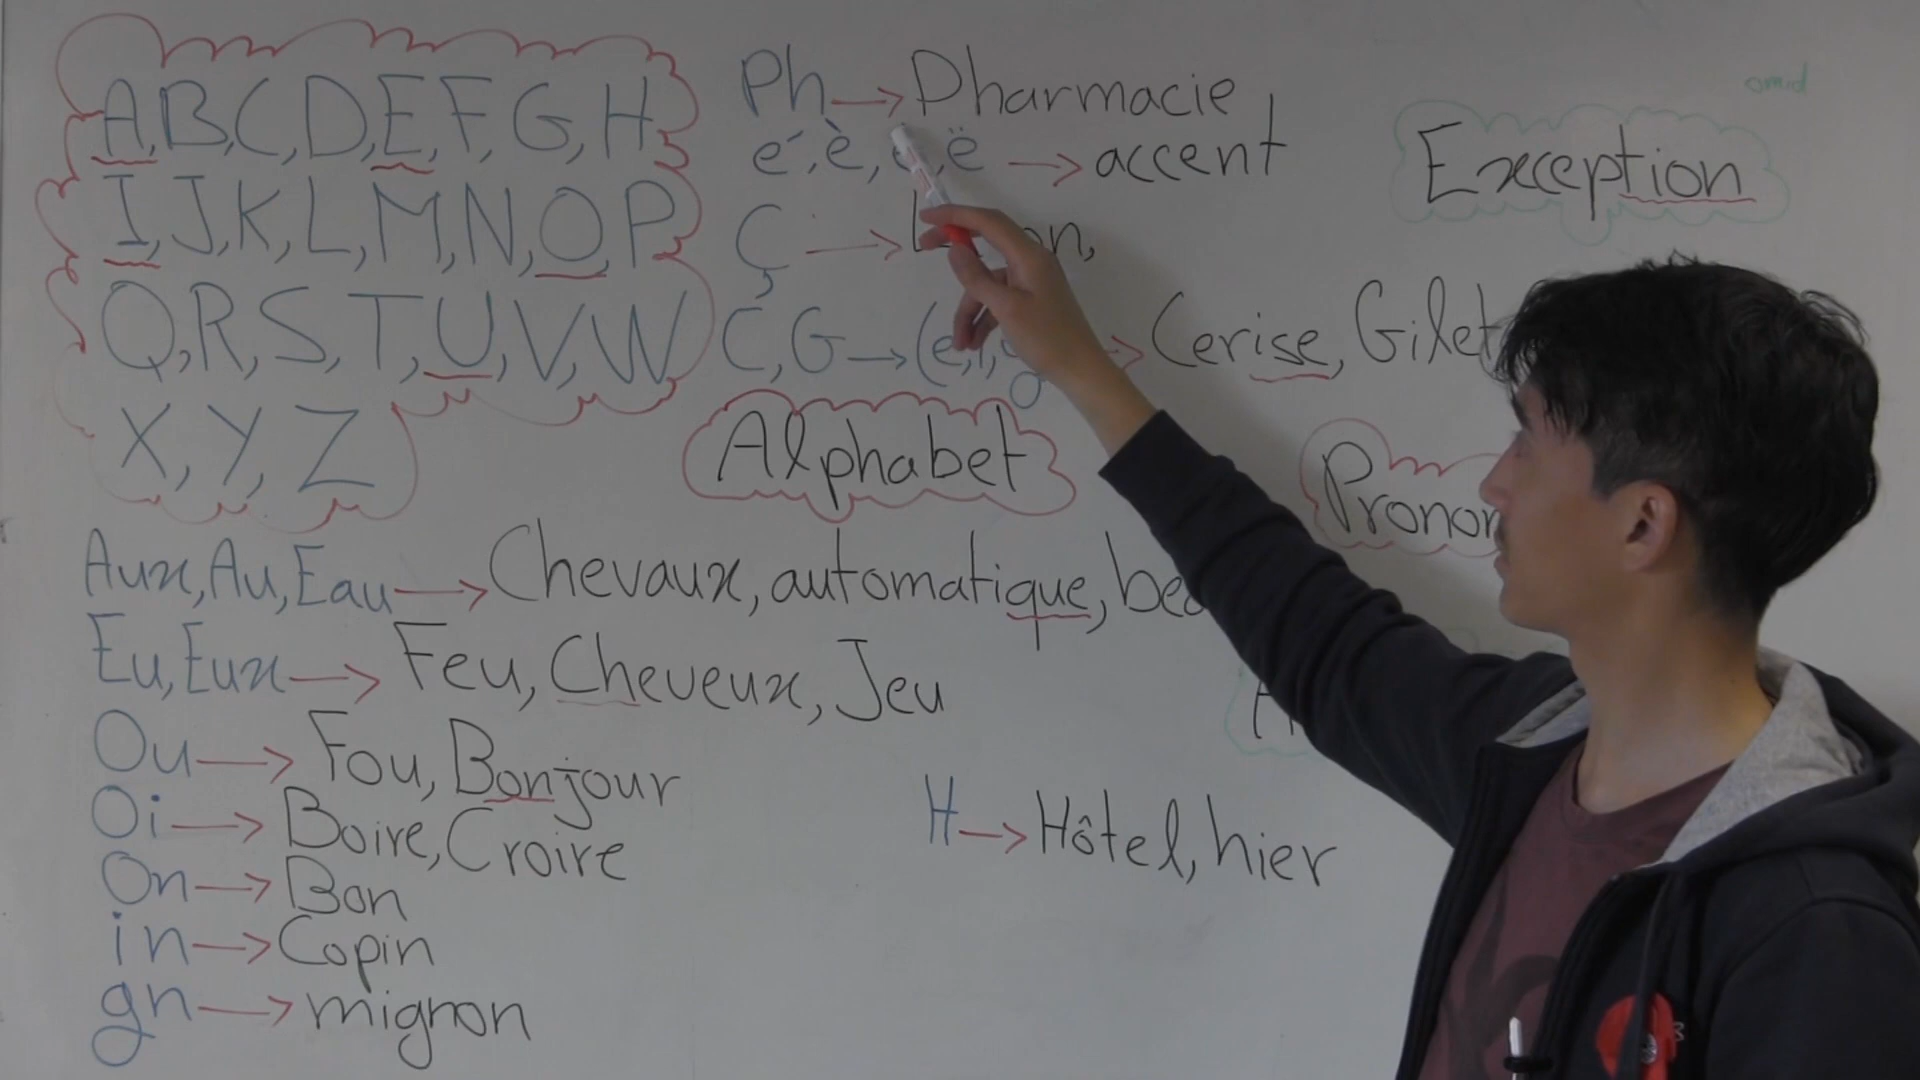 A, B, C, D, E, F, G, H,
I, J, K, L, M, N, O, P
Q, R, S, T, U, V, W
X, Y, Z
Ph → Pharmacie
é, è, ë → accent
Ç →
C, G → (e, i, → Cerise, Gilet
Alphabet
omid
Exception
Aux, Au, Eau → Chevaux, automatique,
Eu, Eux → Feu, Cheveux, Jeu
Ou → Fou, Bonjour
Oi → Boire, Croire
On → Bon
in → Copin
gn → mignon
H → Hôtel, hier